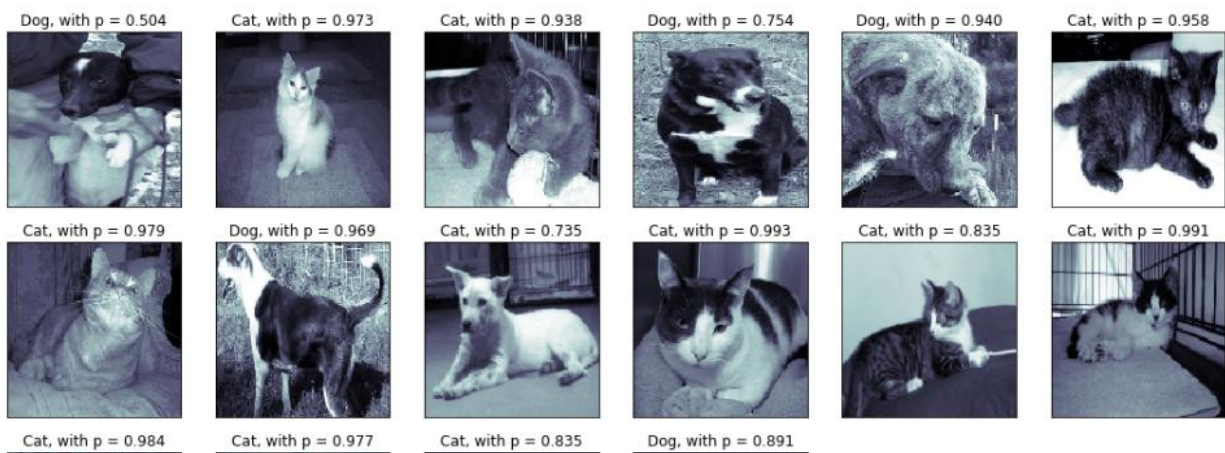 Dog, with p = 0.504 Cat, with p = 0.973 Cat, with p = 0.938 Dog, with p = 0.754 Dog, with p = 0.940 Cat, with p = 0.958
Cat, with p = 0.979 Dog, with p = 0.969 Cat, with p = 0.735 Cat, with p = 0.993 Cat, with p = 0.835 Cat, with p = 0.991
Cat, with p = 0.984 Cat, with p = 0.977 Cat, with p = 0.835 Dog, with p = 0.891